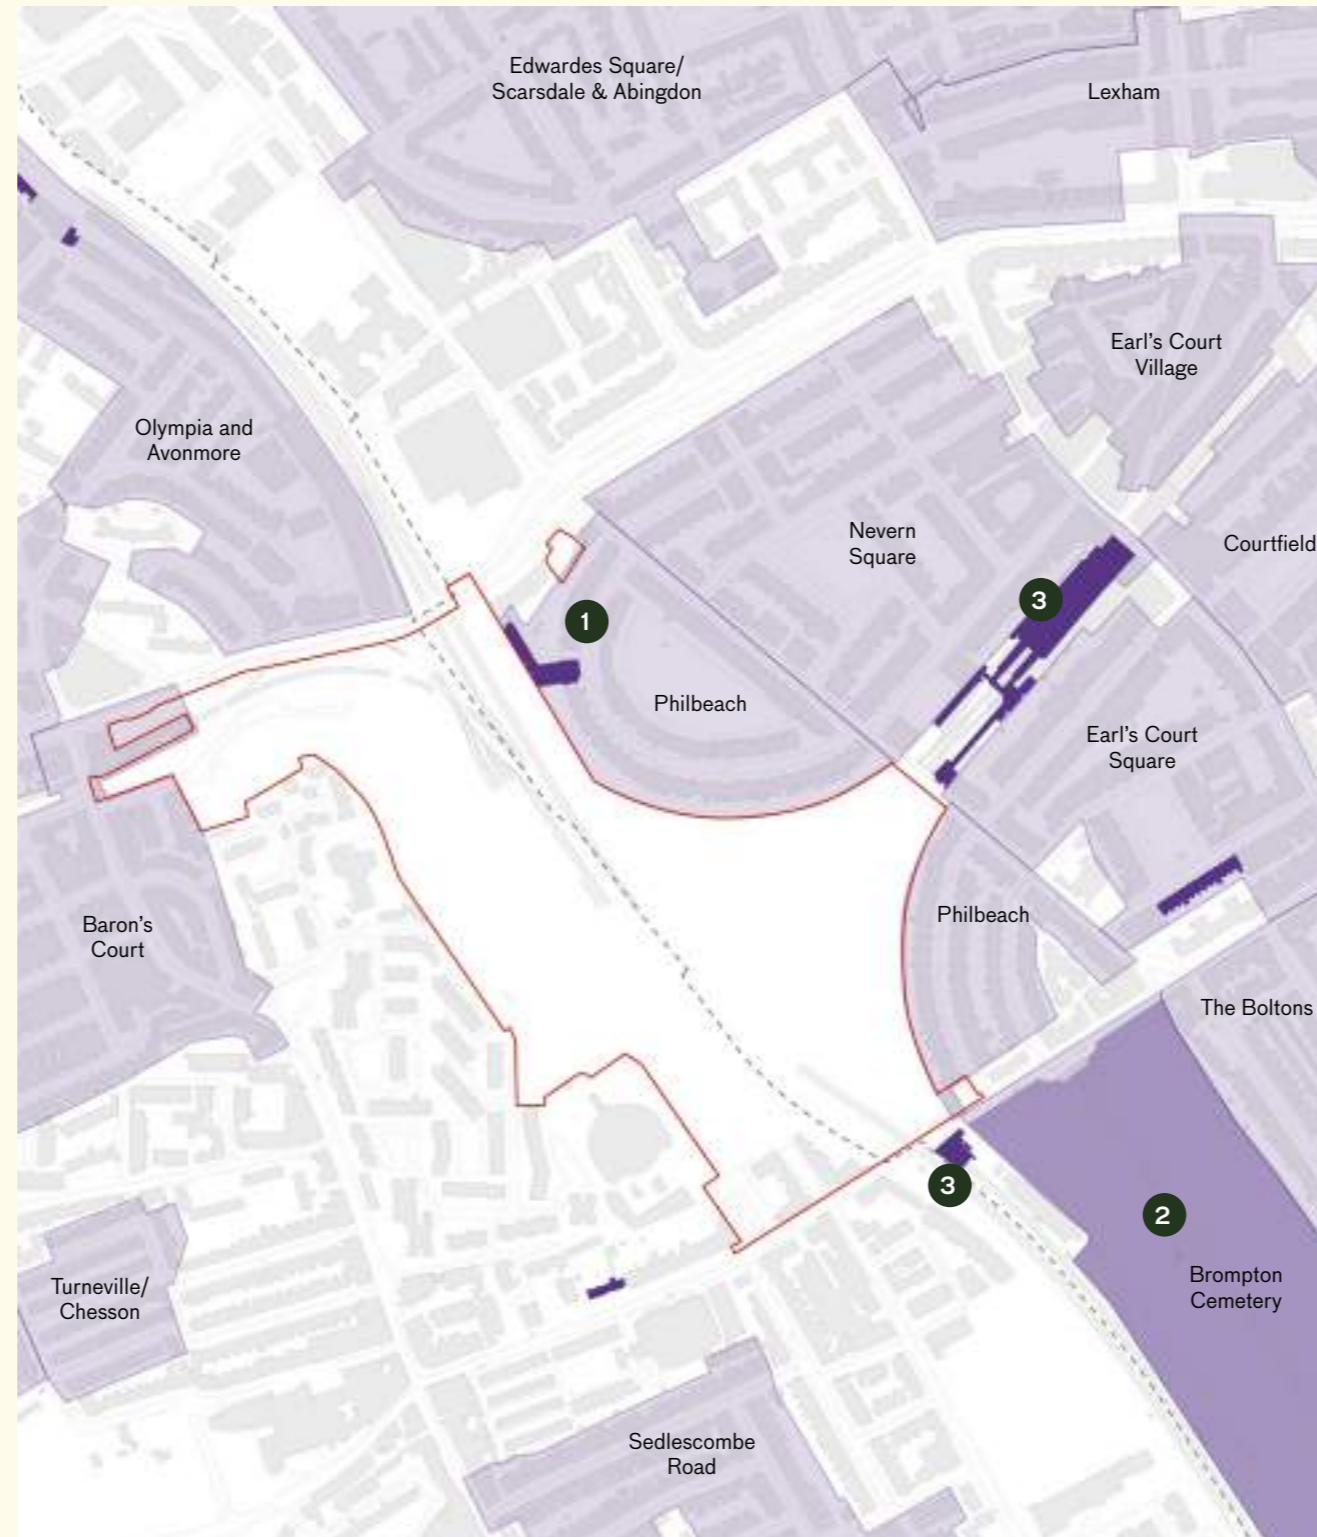 Edwardes Square/
Scarsdale & Abingdon
Lexham
Earl's Court
Village
Olympia and
Avonmore
Nevern
Square
Courtfield
3
1
Philbeach
Earl's Court
Square
Philbeach
Baron's
Court
The Boltons
3
2
Brompton
Cemetery
Turneville/
Chesson
Sedlescombe
Road